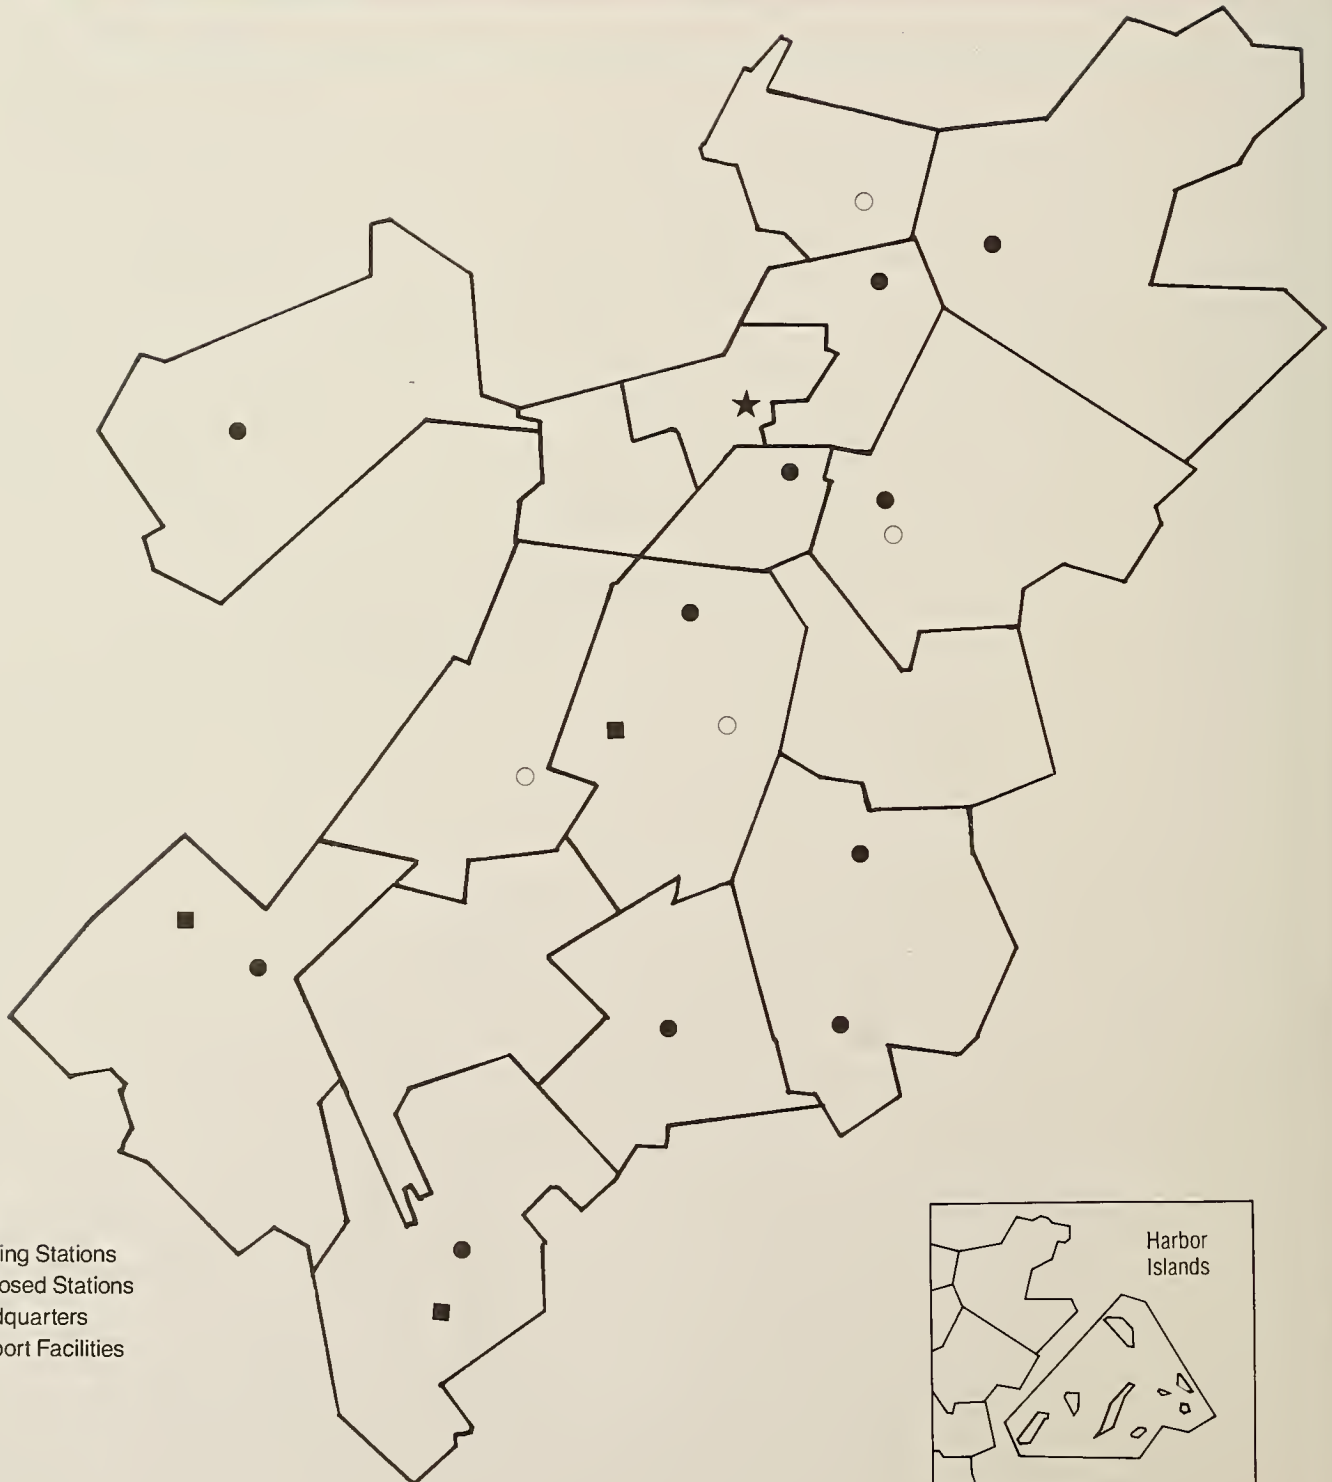 ing Stations
osed Stations
dquarters
port Facilities
Harbor
Islands